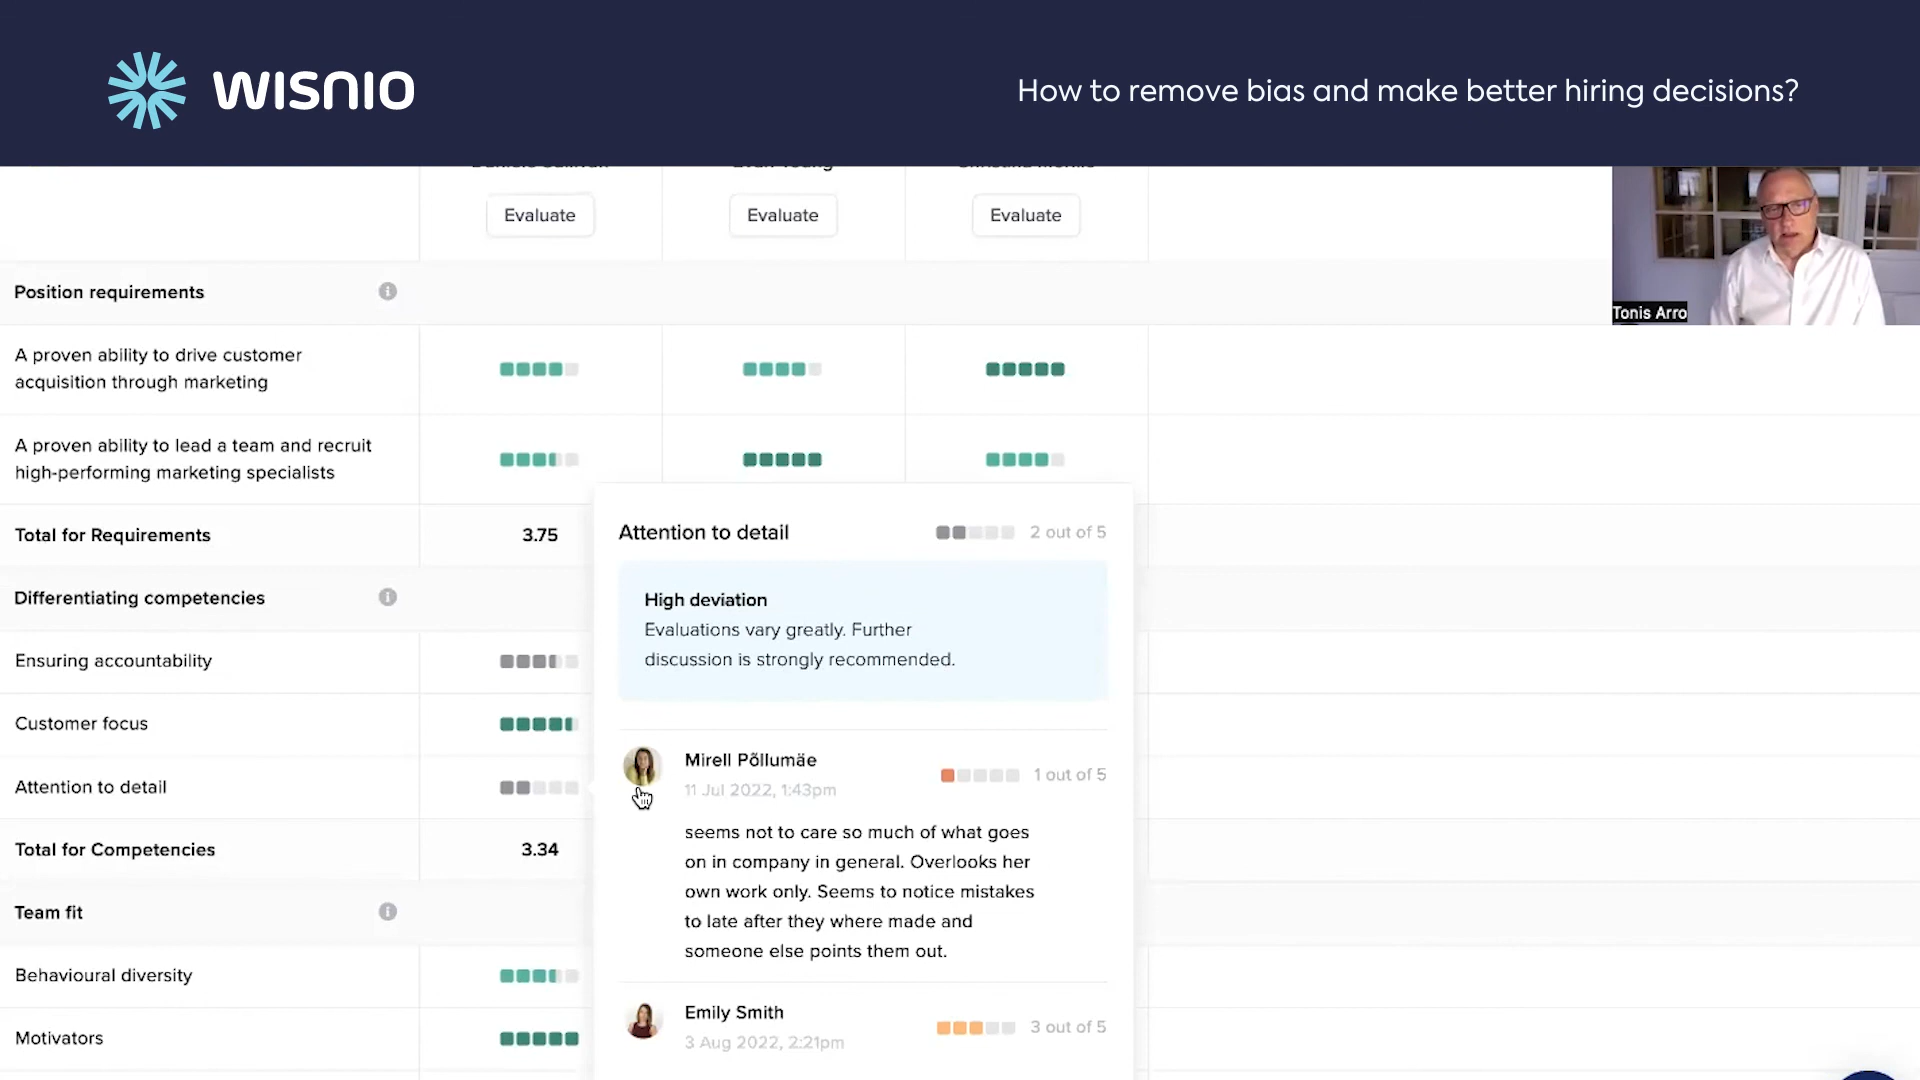 WISNIO
How to remove bias and make better hiring decisions?
Evaluate
Evaluate
Evaluate
Tonis Arro
Position requirements
A proven ability to drive customer
acquisition through marketing
A proven ability to lead a team and recruit
high-performing marketing specialists
Total for Requirements
3.75
Differentiating competencies
Ensuring accountability
Customer focus
Attention to detail
Total for Competencies
3.34
Team fit
Behavioural diversity
Motivators
Attention to detail
2 out of 5
High deviation
Evaluations vary greatly. Further
discussion is strongly recommended.
Mirell Põllumäe
1 out of 5
11 Jul 2022, 1:43pm
seems not to care so much of what goes
on in company in general. Overlooks her
own work only. Seems to notice mistakes
to late after they where made and
someone else points them out.
Emily Smith
3 out of 5
3 Aug 2022, 2:21pm